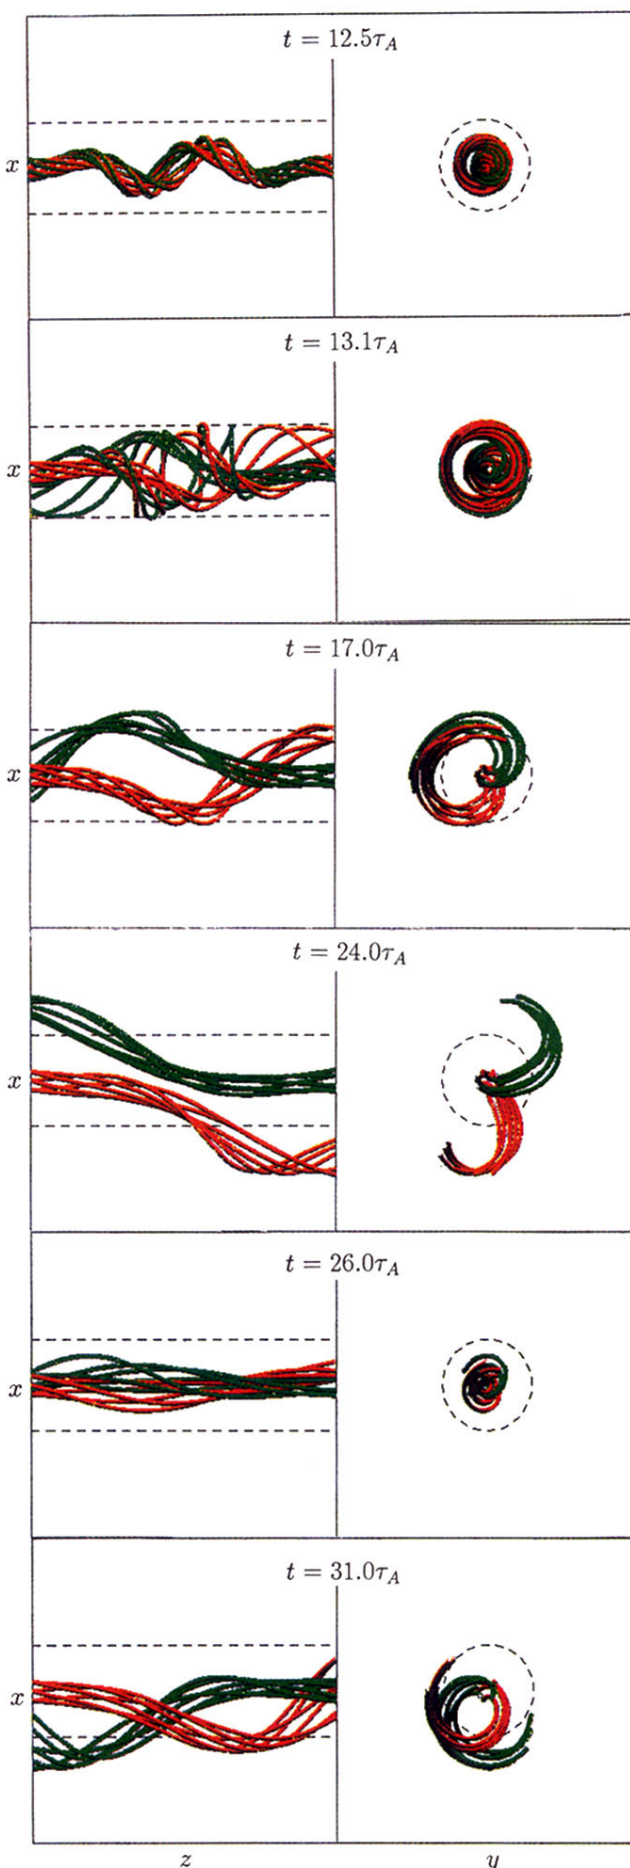 t = 12.5τ_A
x
t = 13.1τ_A
x
t = 17.0τ_A
x
t = 24.0τ_A
x
t = 26.0τ_A
x
t = 31.0τ_A
x
z y